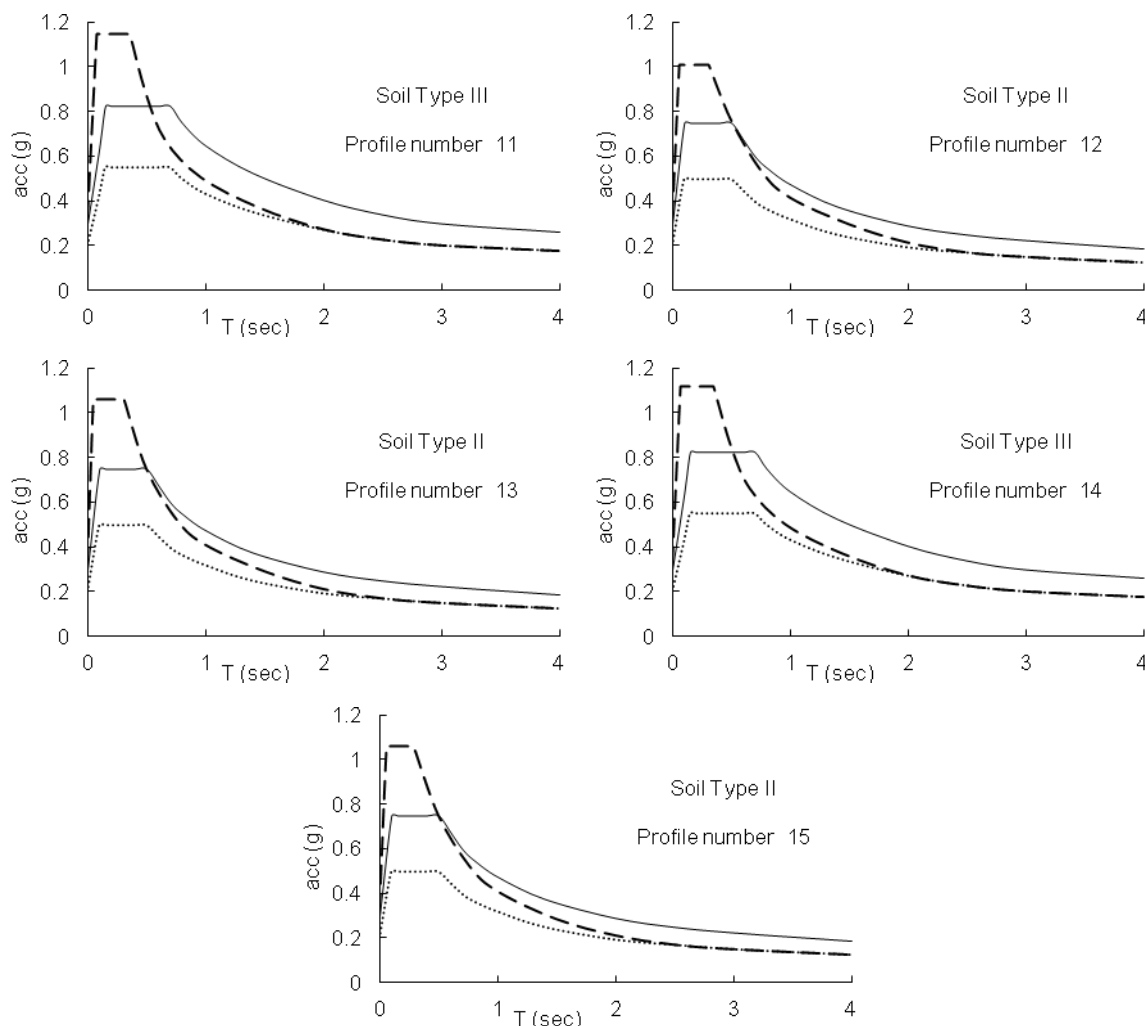 1.2
1
0.8
0.6
0.4
0.2
0
acc (g)
0 1 2 3 4
T (sec)
Soil Type III
Profile number 11
1.2
1
0.8
0.6
0.4
0.2
0
acc (g)
0 1 2 3 4
T (sec)
Soil Type II
Profile number 12
1.2
1
0.8
0.6
0.4
0.2
0
acc (g)
0 1 2 3 4
T (sec)
Soil Type II
Profile number 13
1.2
1
0.8
0.6
0.4
0.2
0
acc (g)
0 1 2 3 4
T (sec)
Soil Type III
Profile number 14
1.2
1
0.8
0.6
0.4
0.2
0
acc (g)
0 1 2 3 4
T (sec)
Soil Type II
Profile number 15